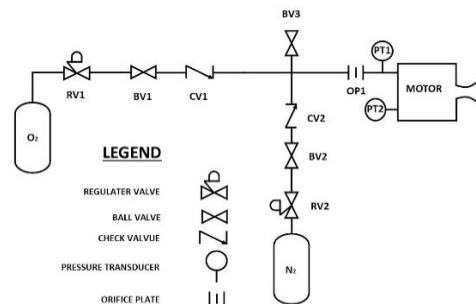 BV3
PT1
RV1
BV1
CV1
OP1
MOTOR
PT2
O2
CV2
LEGEND
BV2
REGULATER VALVE
RV2
BALL VALVE
CHECK VALVUE
PRESSURE TRANSDUCER
N2
ORIFICE PLATE